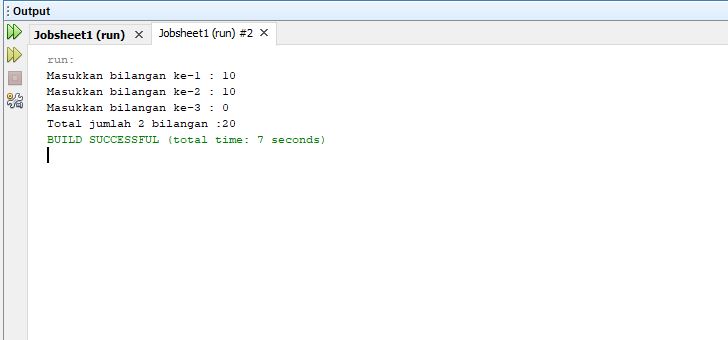 Output
Jobsheet1 (run) × Jobsheet1 (run) #2 ×
run:
Masukkan bilangan ke-1 : 10
Masukkan bilangan ke-2 : 10
Masukkan bilangan ke-3 : 0
Total jumlah 2 bilangan :20
BUILD SUCCESSFUL (total time: 7 seconds)